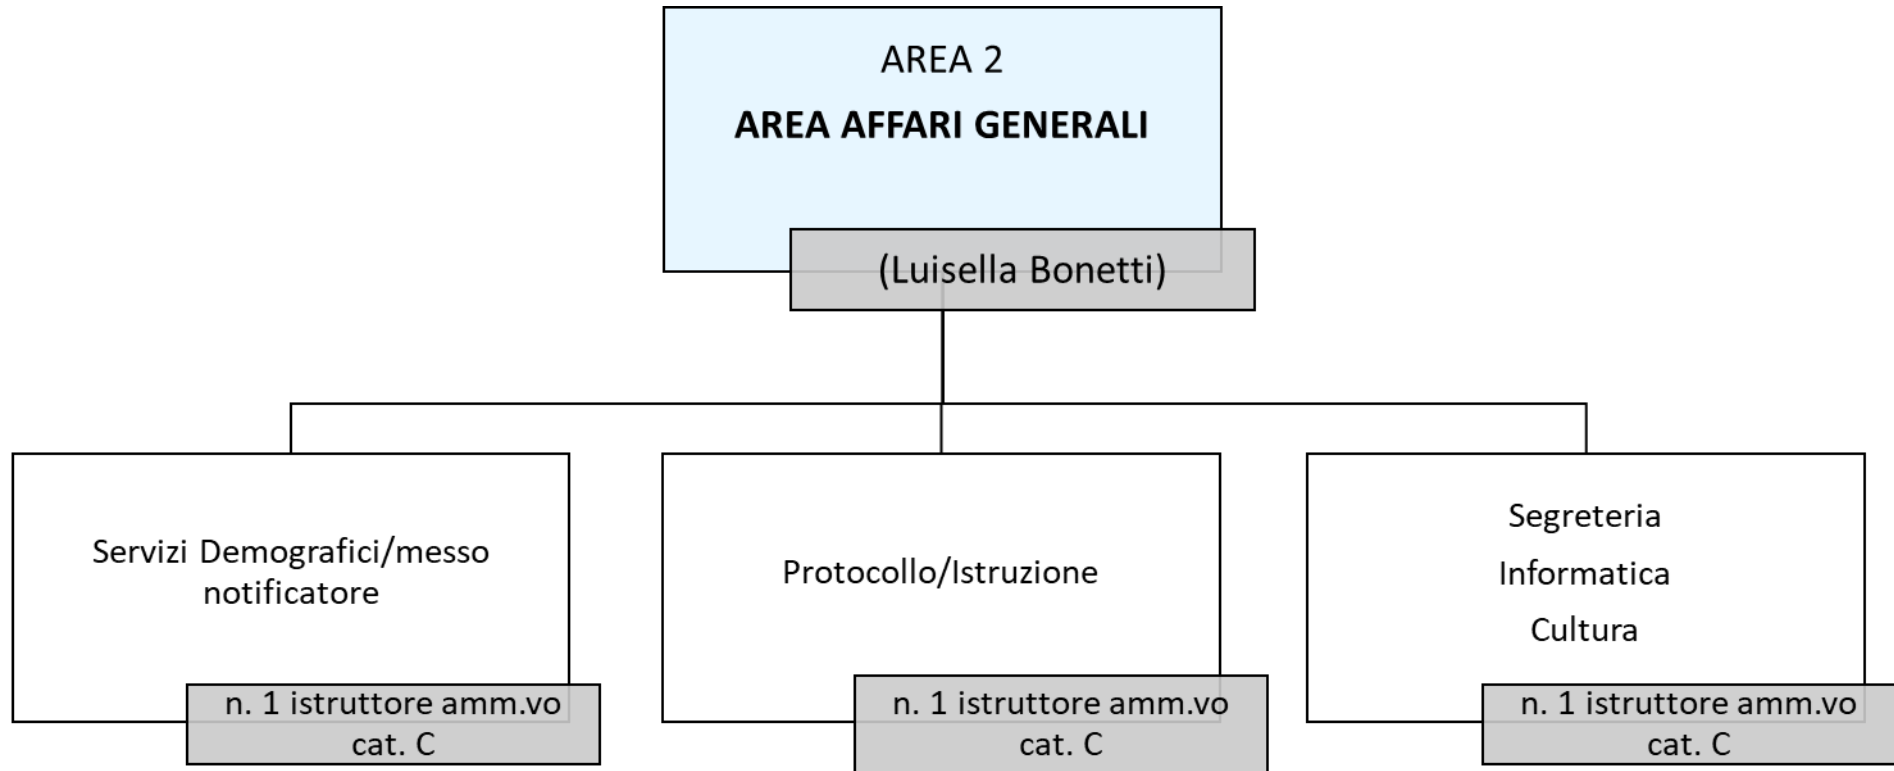 AREA 2
AREA AFFARI GENERALI
(Luisella Bonetti)
Servizi Demografici/messo
notificatore
n. 1 istruttore amm.vo
cat. C
Protocollo/Istruzione
n. 1 istruttore amm.vo
cat. C
Segreteria
Informatica
Cultura
n. 1 istruttore amm.vo
cat. C